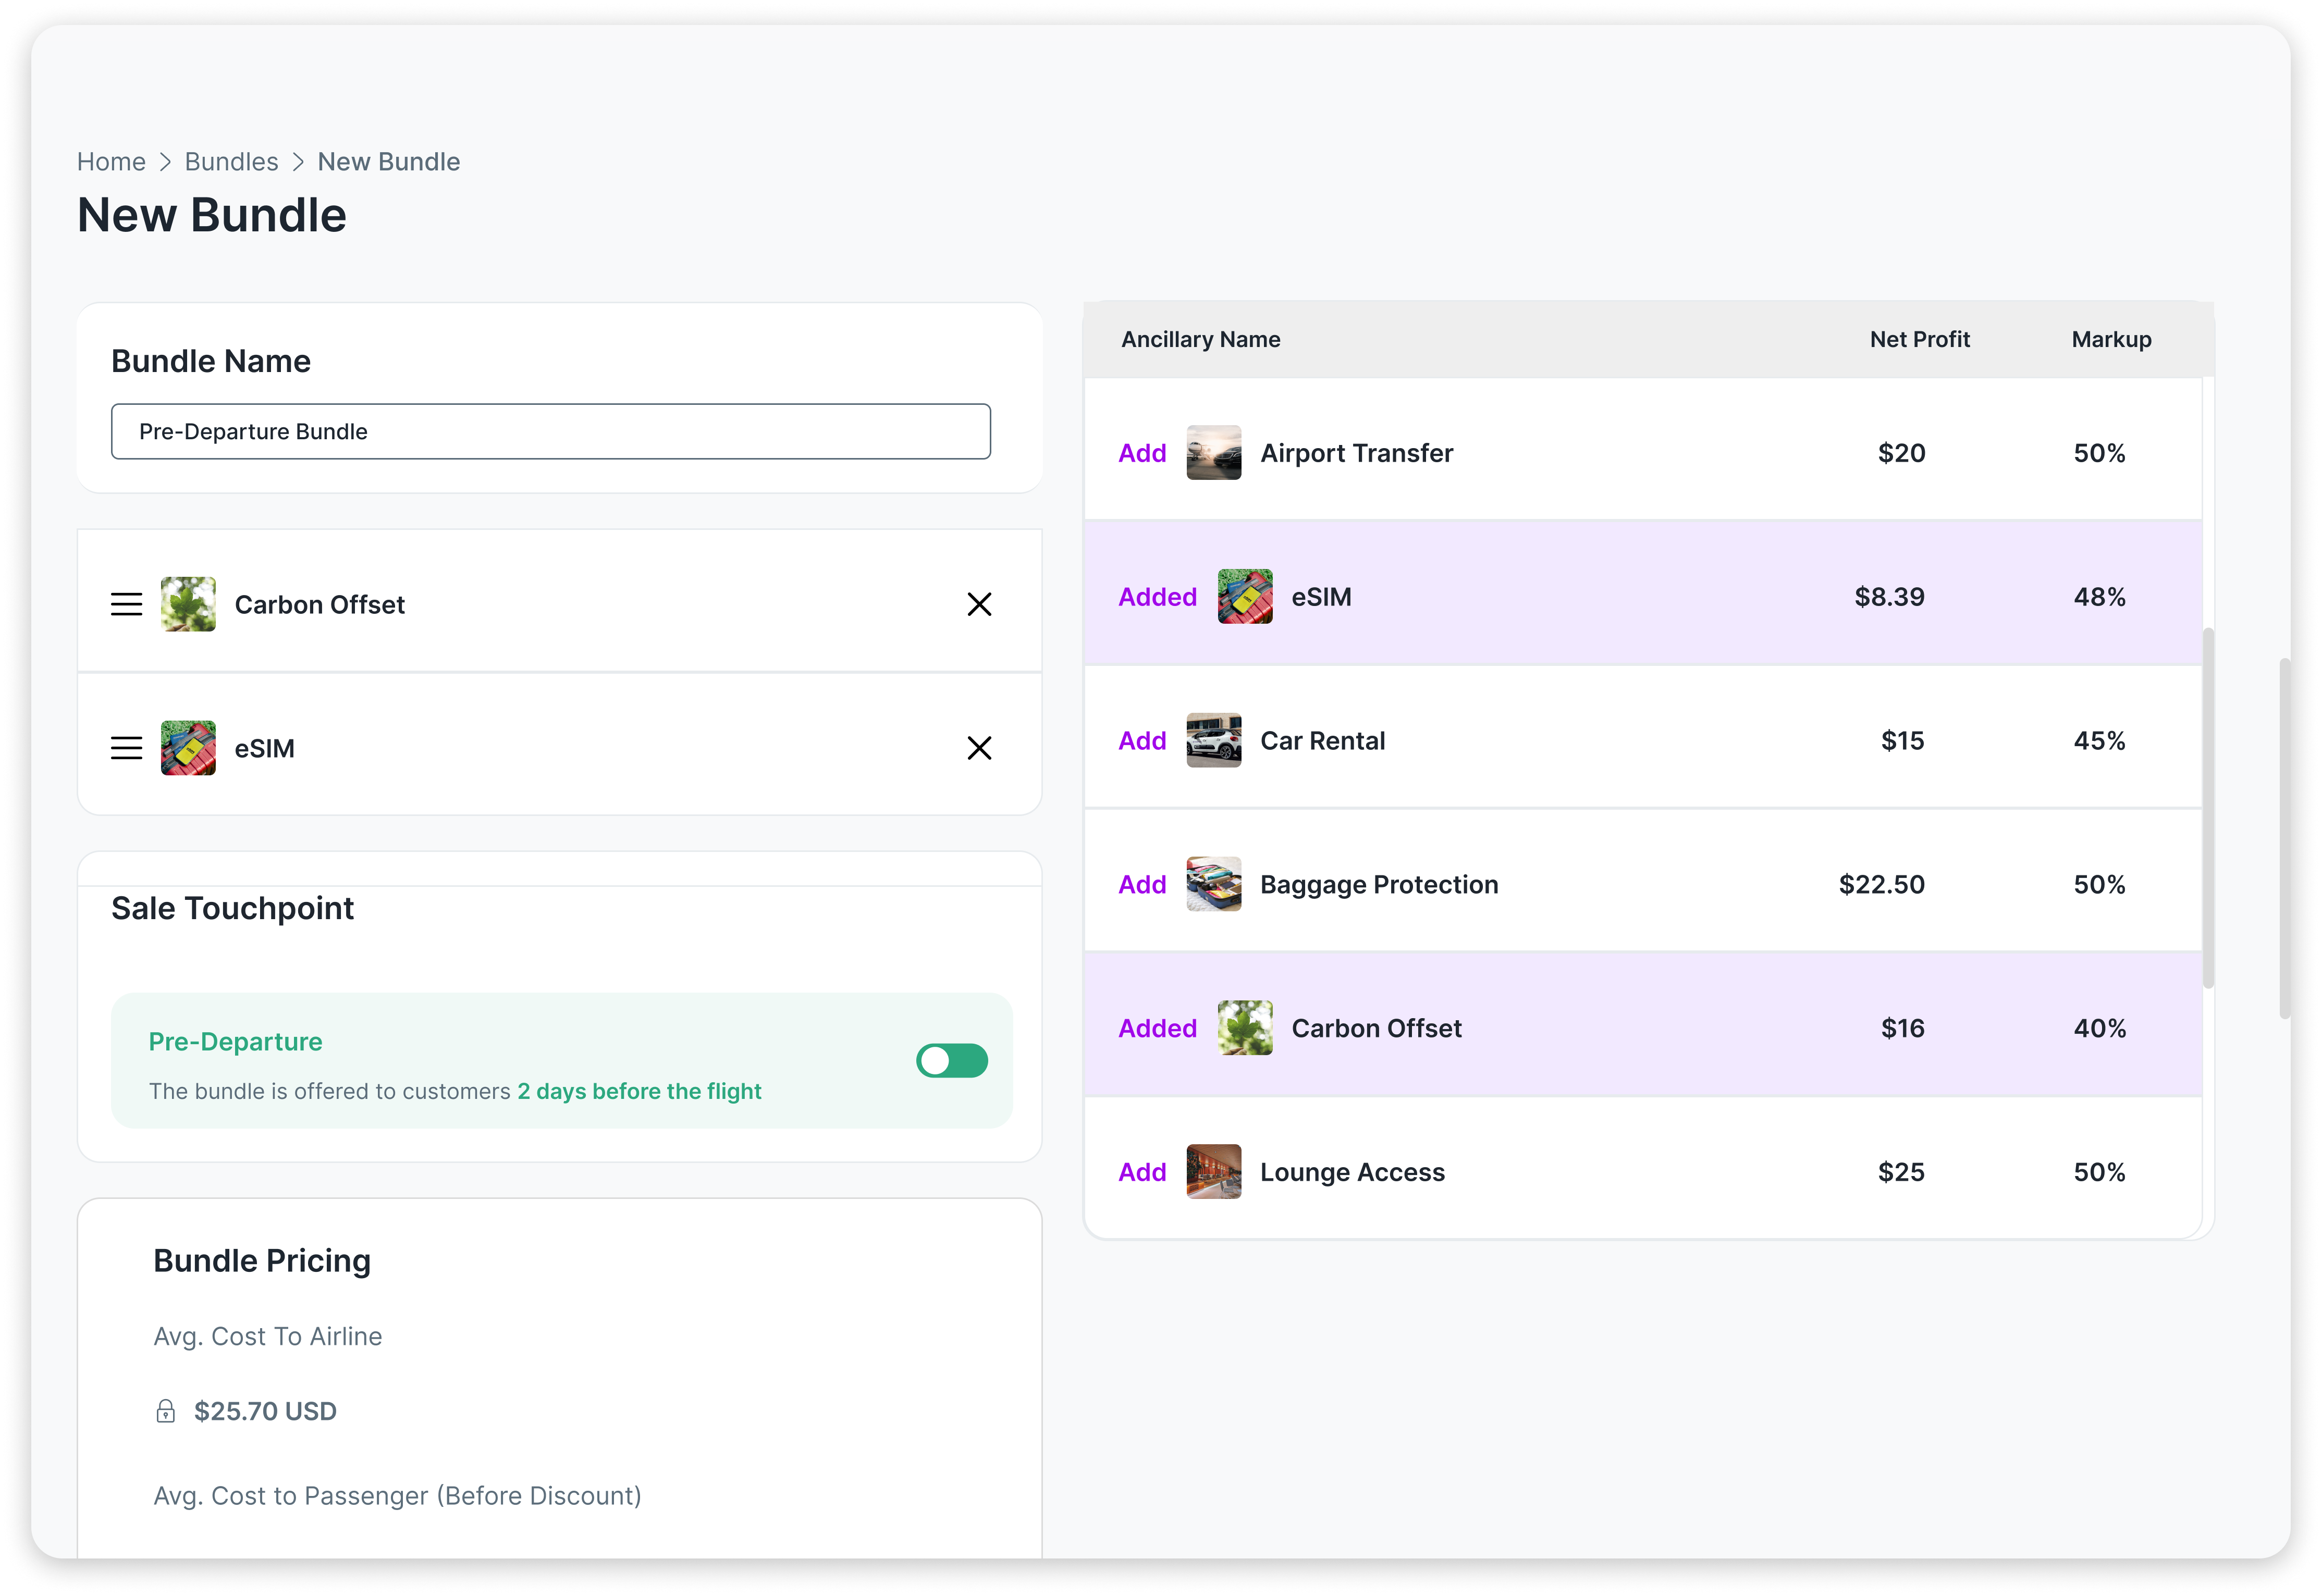 Home > Bundles > New Bundle
New Bundle
Bundle Name
Pre-Departure Bundle
Carbon Offset
eSIM
Sale Touchpoint
Pre-Departure
The bundle is offered to customers 2 days before the flight
Bundle Pricing
Avg. Cost To Airline
$25.70 USD
Avg. Cost to Passenger (Before Discount)
Ancillary Name Net Profit Markup
Add Airport Transfer $20 50%
Added eSIM $8.39 48%
Add Car Rental $15 45%
Add Baggage Protection $22.50 50%
Added Carbon Offset $16 40%
Add Lounge Access $25 50%